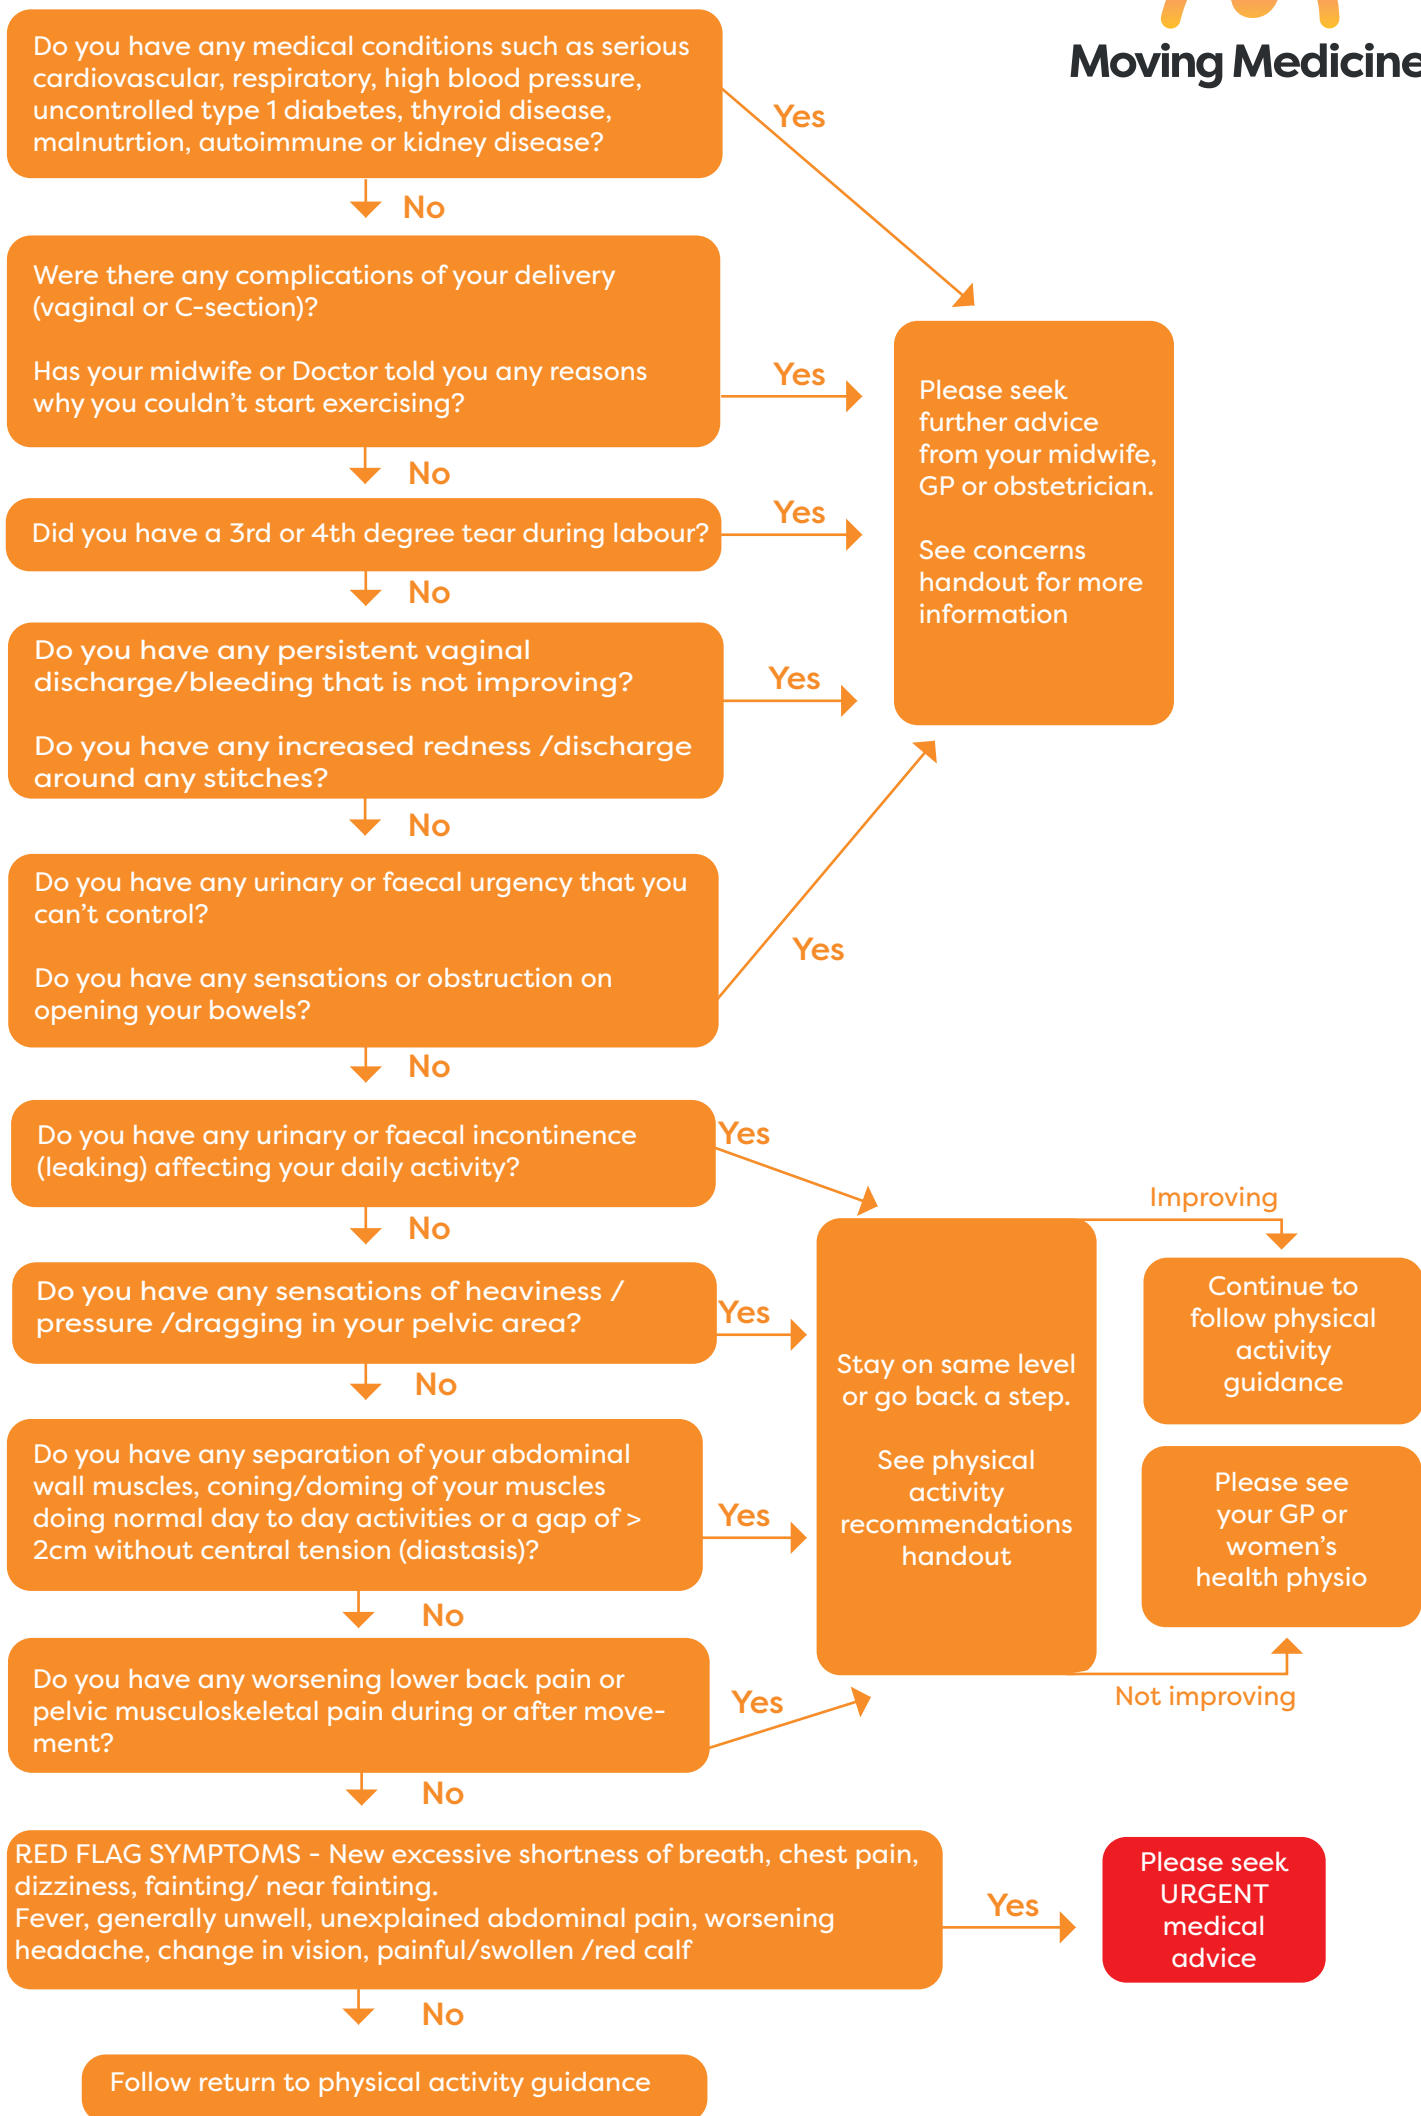 Moving Medicine
Do you have any medical conditions such as serious
cardiovascular, respiratory, high blood pressure,
uncontrolled type 1 diabetes, thyroid disease,
malnutrtion, autoimmune or kidney disease?
Yes
No
Were there any complications of your delivery
(vaginal or C-section)?
Has your midwife or Doctor told you any reasons
why you couldn't start exercising?
Yes
No
Please seek
further advice
from your midwife,
GP or obstetrician.
See concerns
handout for more
information
Did you have a 3rd or 4th degree tear during labour?
Yes
No
Do you have any persistent vaginal
discharge/bleeding that is not improving?
Do you have any increased redness /discharge
around any stitches?
Yes
No
Do you have any urinary or faecal urgency that you
can't control?
Do you have any sensations or obstruction on
opening your bowels?
Yes
No
Do you have any urinary or faecal incontinence
(leaking) affecting your daily activity?
Yes
No
Do you have any sensations of heaviness /
pressure /dragging in your pelvic area?
Yes
No
Stay on same level
or go back a step.
See physical
activity
recommendations
handout
Improving
Continue to
follow physical
activity
guidance
Please see
your GP or
women's
health physio
Not improving
Do you have any separation of your abdominal
wall muscles, coning/doming of your muscles
doing normal day to day activities or a gap of >
2cm without central tension (diastasis)?
Yes
No
Do you have any worsening lower back pain or
pelvic musculoskeletal pain during or after move-
ment?
Yes
No
RED FLAG SYMPTOMS - New excessive shortness of breath, chest pain,
dizziness, fainting/ near fainting.
Fever, generally unwell, unexplained abdominal pain, worsening
headache, change in vision, painful/swollen /red calf
Yes
Please seek
URGENT
medical
advice
No
Follow return to physical activity guidance